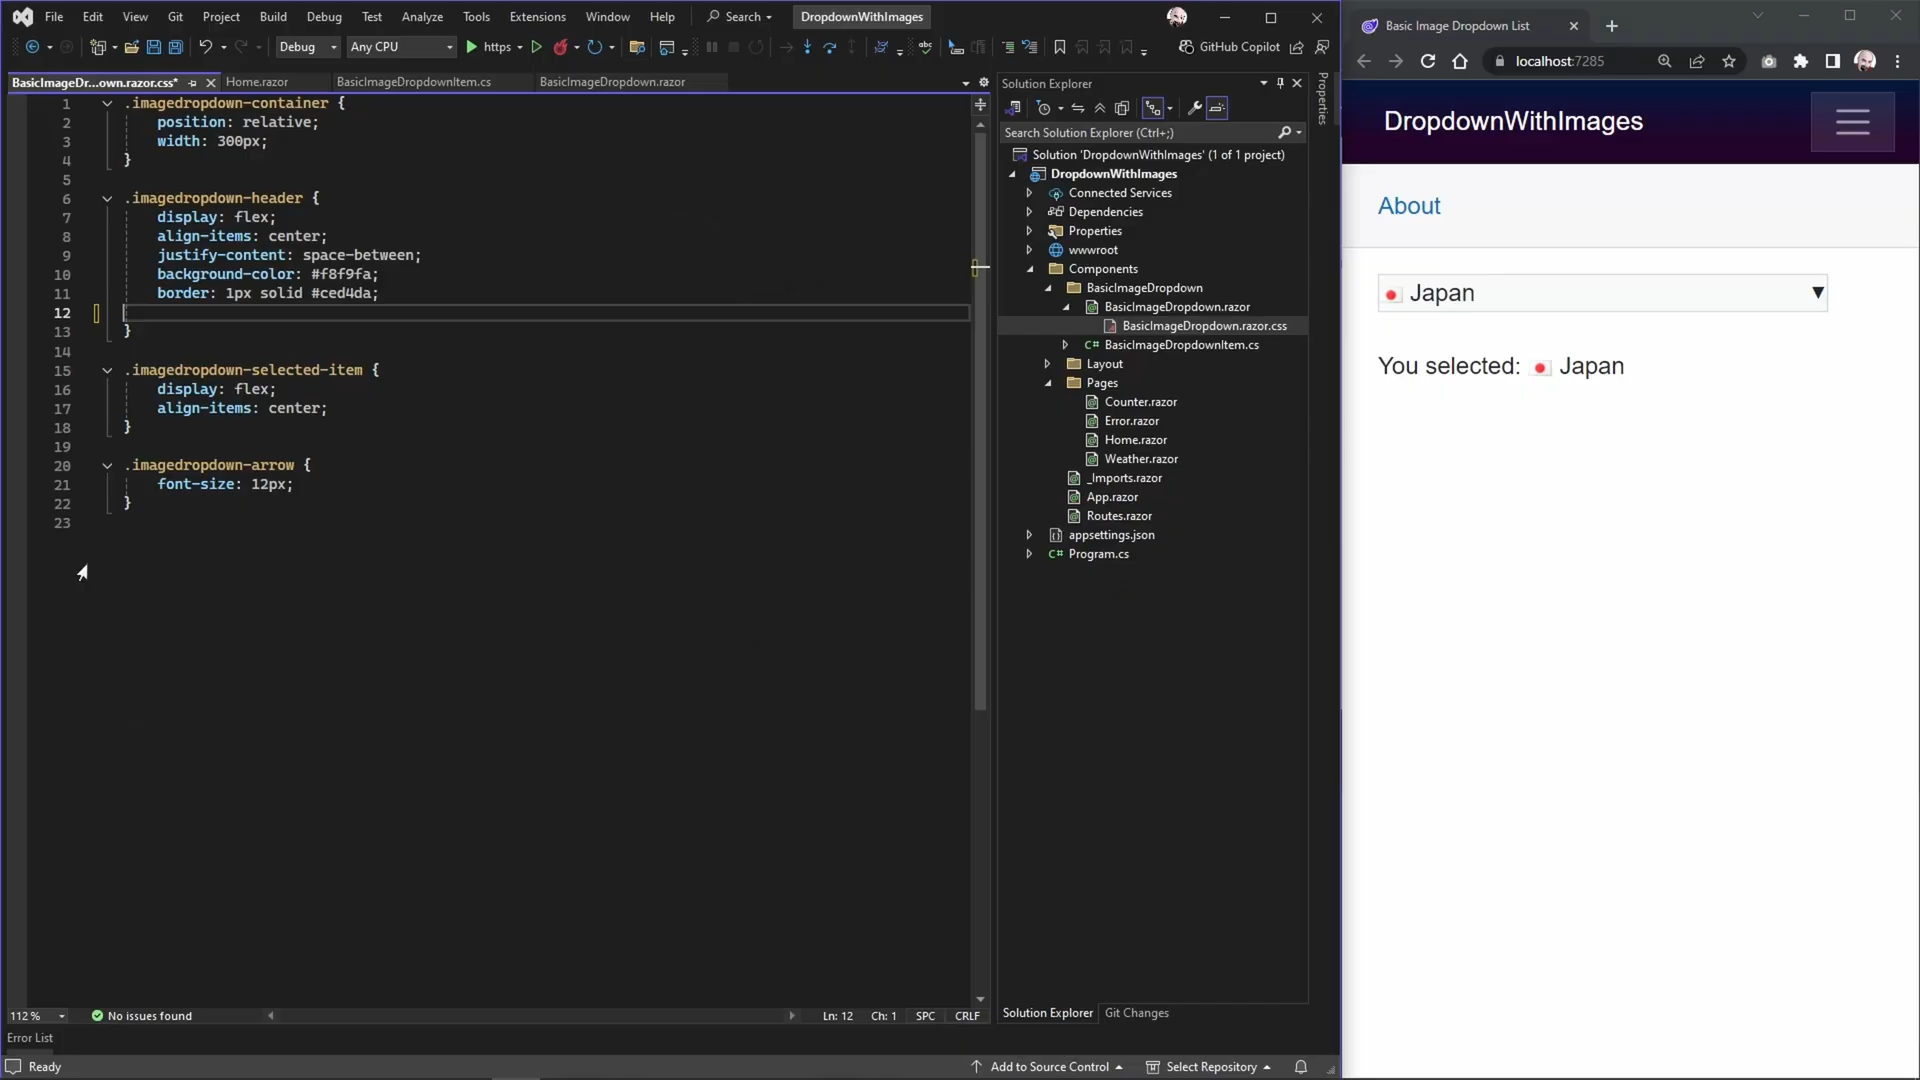 File Edit View Git Project Build Debug Test Analyze Tools Extensions Window Help Search DropdownWithImages
Debug Any CPU https GitHub Copilot
BasicImageDr...own.razor.css* Home.razor BasicImageDropdownItem.cs BasicImageDropdown.razor
1 .imagedropdown-container {
2 position: relative;
3 width: 300px;
4 }
5
6 .imagedropdown-header {
7 display: flex;
8 align-items: center;
9 justify-content: space-between;
10 background-color: #f8f9fa;
11 border: 1px solid #ced4da;
12
13 }
14
15 .imagedropdown-selected-item {
16 display: flex;
17 align-items: center;
18 }
19
20 .imagedropdown-arrow {
21 font-size: 12px;
22 }
23
112 % No issues found Ln: 12 Ch: 1 SPC CRLF
Error List
Ready Add to Source Control Select Repository
Solution Explorer
Search Solution Explorer (Ctrl+;)
Solution 'DropdownWithImages' (1 of 1 project)
DropdownWithImages
Connected Services
Dependencies
Properties
wwwroot
Components
BasicImageDropdown
BasicImageDropdown.razor
BasicImageDropdown.razor.css
C# BasicImageDropdownItem.cs
Layout
Pages
Counter.razor
Error.razor
Home.razor
Weather.razor
_Imports.razor
App.razor
Routes.razor
appsettings.json
C# Program.cs
Solution Explorer Git Changes
Properties
Basic Image Dropdown List
localhost:7285
DropdownWithImages
About
Japan
You selected: Japan